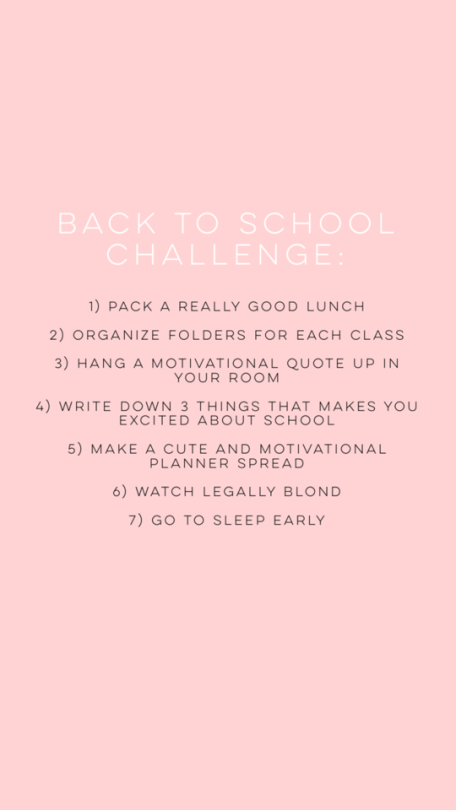 BACK TO SCHOOL
CHALLENGE:
1) PACK A REALLY GOOD LUNCH
2) ORGANIZE FOLDERS FOR EACH CLASS
3) HANG A MOTIVATIONAL QUOTE UP IN
YOUR ROOM
4) WRITE DOWN 3 THINGS THAT MAKES YOU
EXCITED ABOUT SCHOOL
5) MAKE A CUTE AND MOTIVATIONAL
PLANNER SPREAD
6) WATCH LEGALLY BLOND
7) GO TO SLEEP EARLY